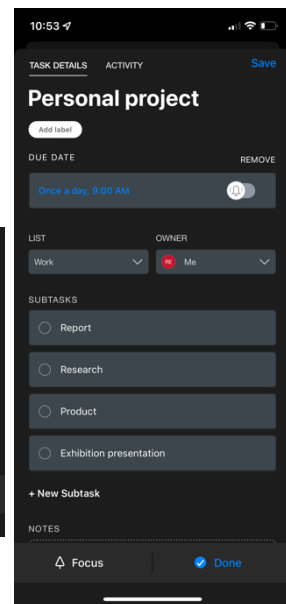 10:53
TASK DETAILS ACTIVITY Save
Personal project
Add label
DUE DATE REMOVE
Once a day, 9:00 AM
LIST OWNER
Work RE Me
SUBTASKS
Report
Research
Product
Exhibition presentation
+ New Subtask
NOTES
Focus Done